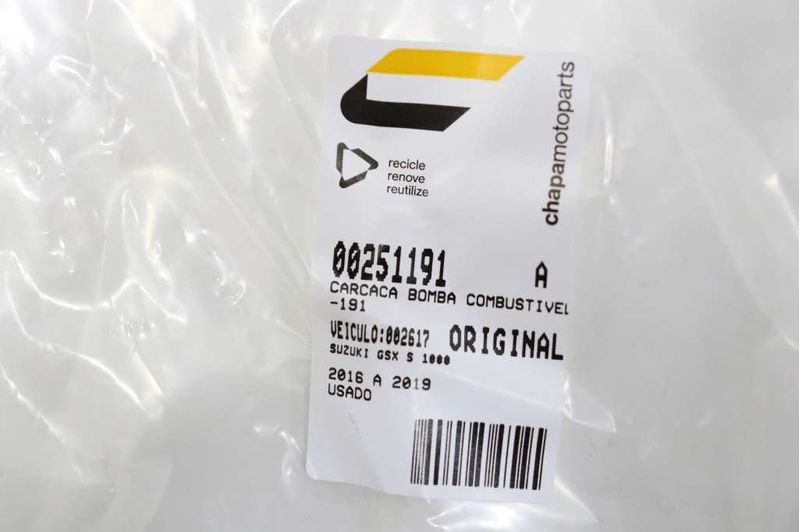 chapamotoparts
recicle
renove
reutilize
00251191 A
CARCACA BOMBA COMBUSTIVEL
-191
VEICULO:002617 ORIGINAL
SUZUKI GSX S 1000
2016 A 2019
USADO